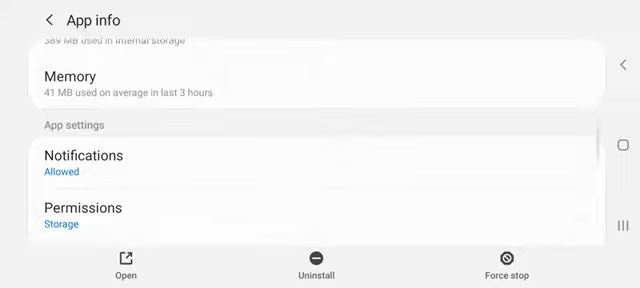 App info
389 MB used in internal storage
Memory
41 MB used on average in last 3 hours
App settings
Notifications
Allowed
Permissions
Storage
Open
Uninstall
Force stop